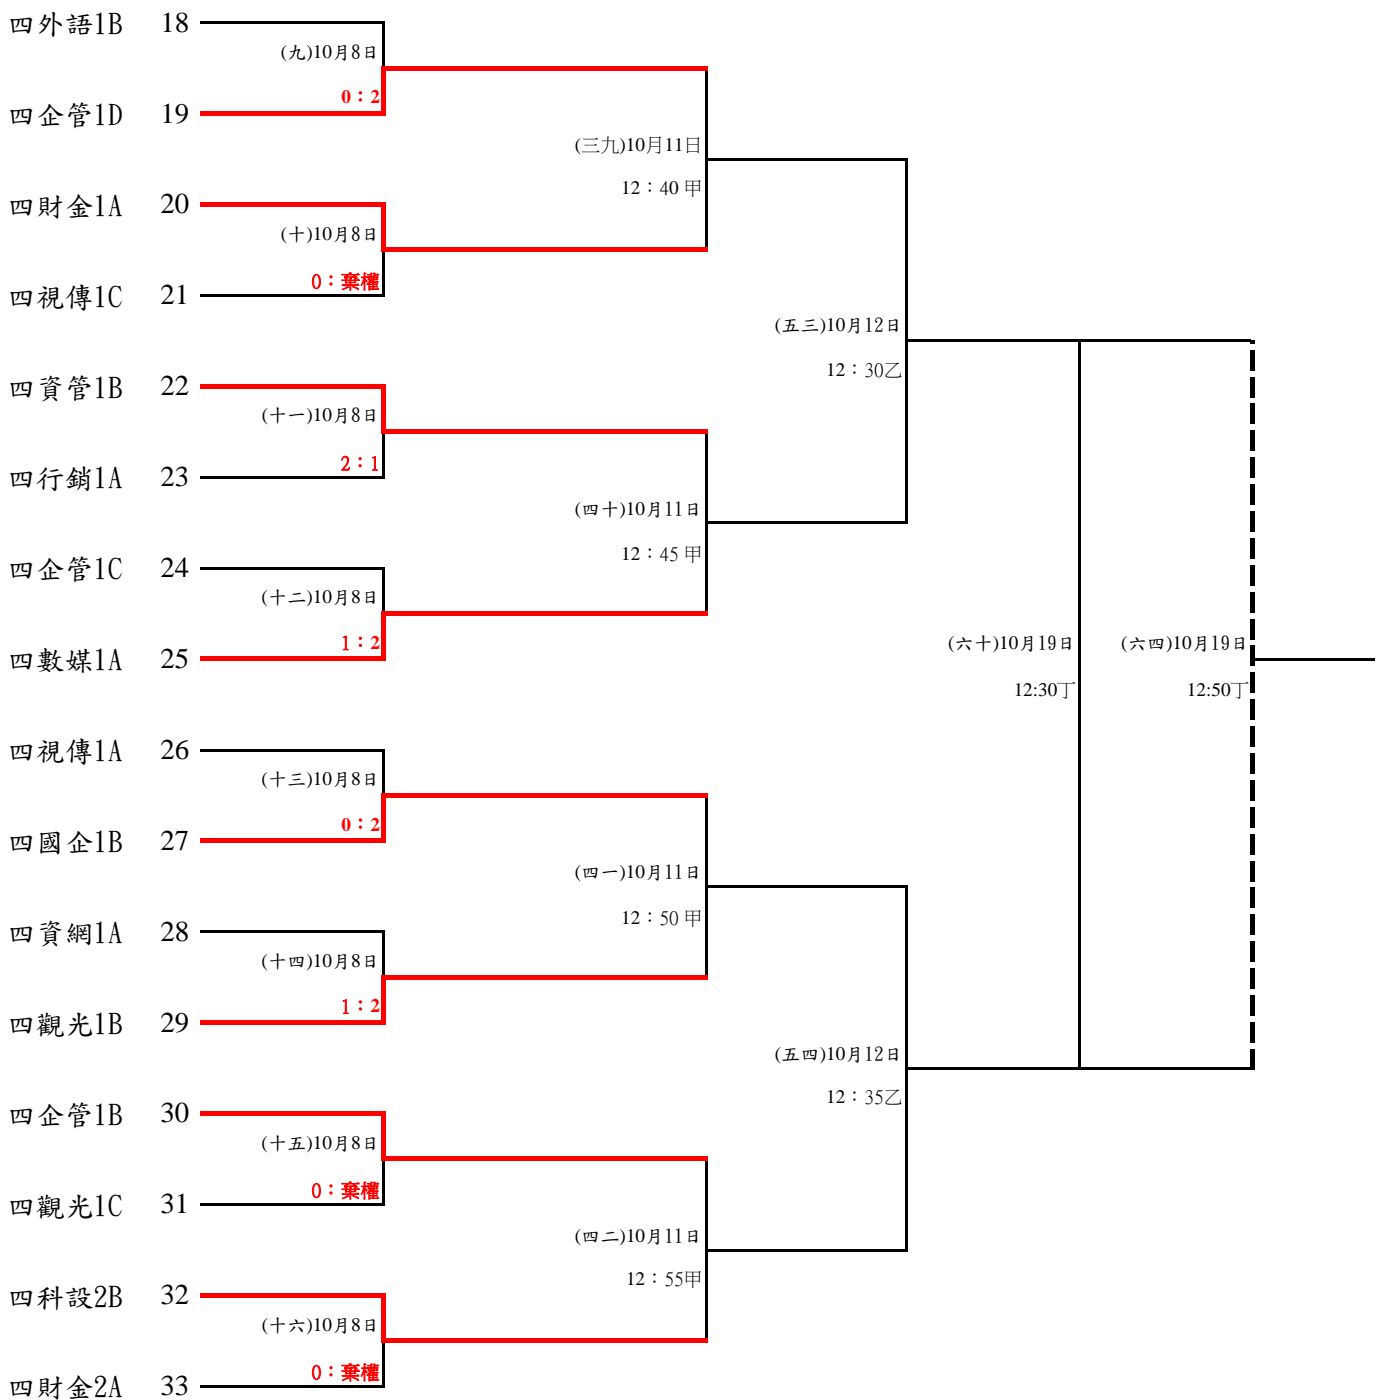 四外語1B 18
(九)10月8日
0：2
四企管1D 19
(三九)10月11日
12：40 甲
四財金1A 20
(十)10月8日
0：棄權
四視傳1C 21
(五三)10月12日
12：30乙
四資管1B 22
(十一)10月8日
2：1
四行銷1A 23
(四十)10月11日
12：45 甲
四企管1C 24
(十二)10月8日
1：2
四數媒1A 25
(六十)10月19日
12:30丁
(六四)10月19日
12:50丁
四視傳1A 26
(十三)10月8日
0：2
四國企1B 27
(四一)10月11日
12：50 甲
四資網1A 28
(十四)10月8日
1：2
四觀光1B 29
(五四)10月12日
12：35乙
四企管1B 30
(十五)10月8日
0：棄權
四觀光1C 31
(四二)10月11日
12：55甲
四科設2B 32
(十六)10月8日
0：棄權
四財金2A 33